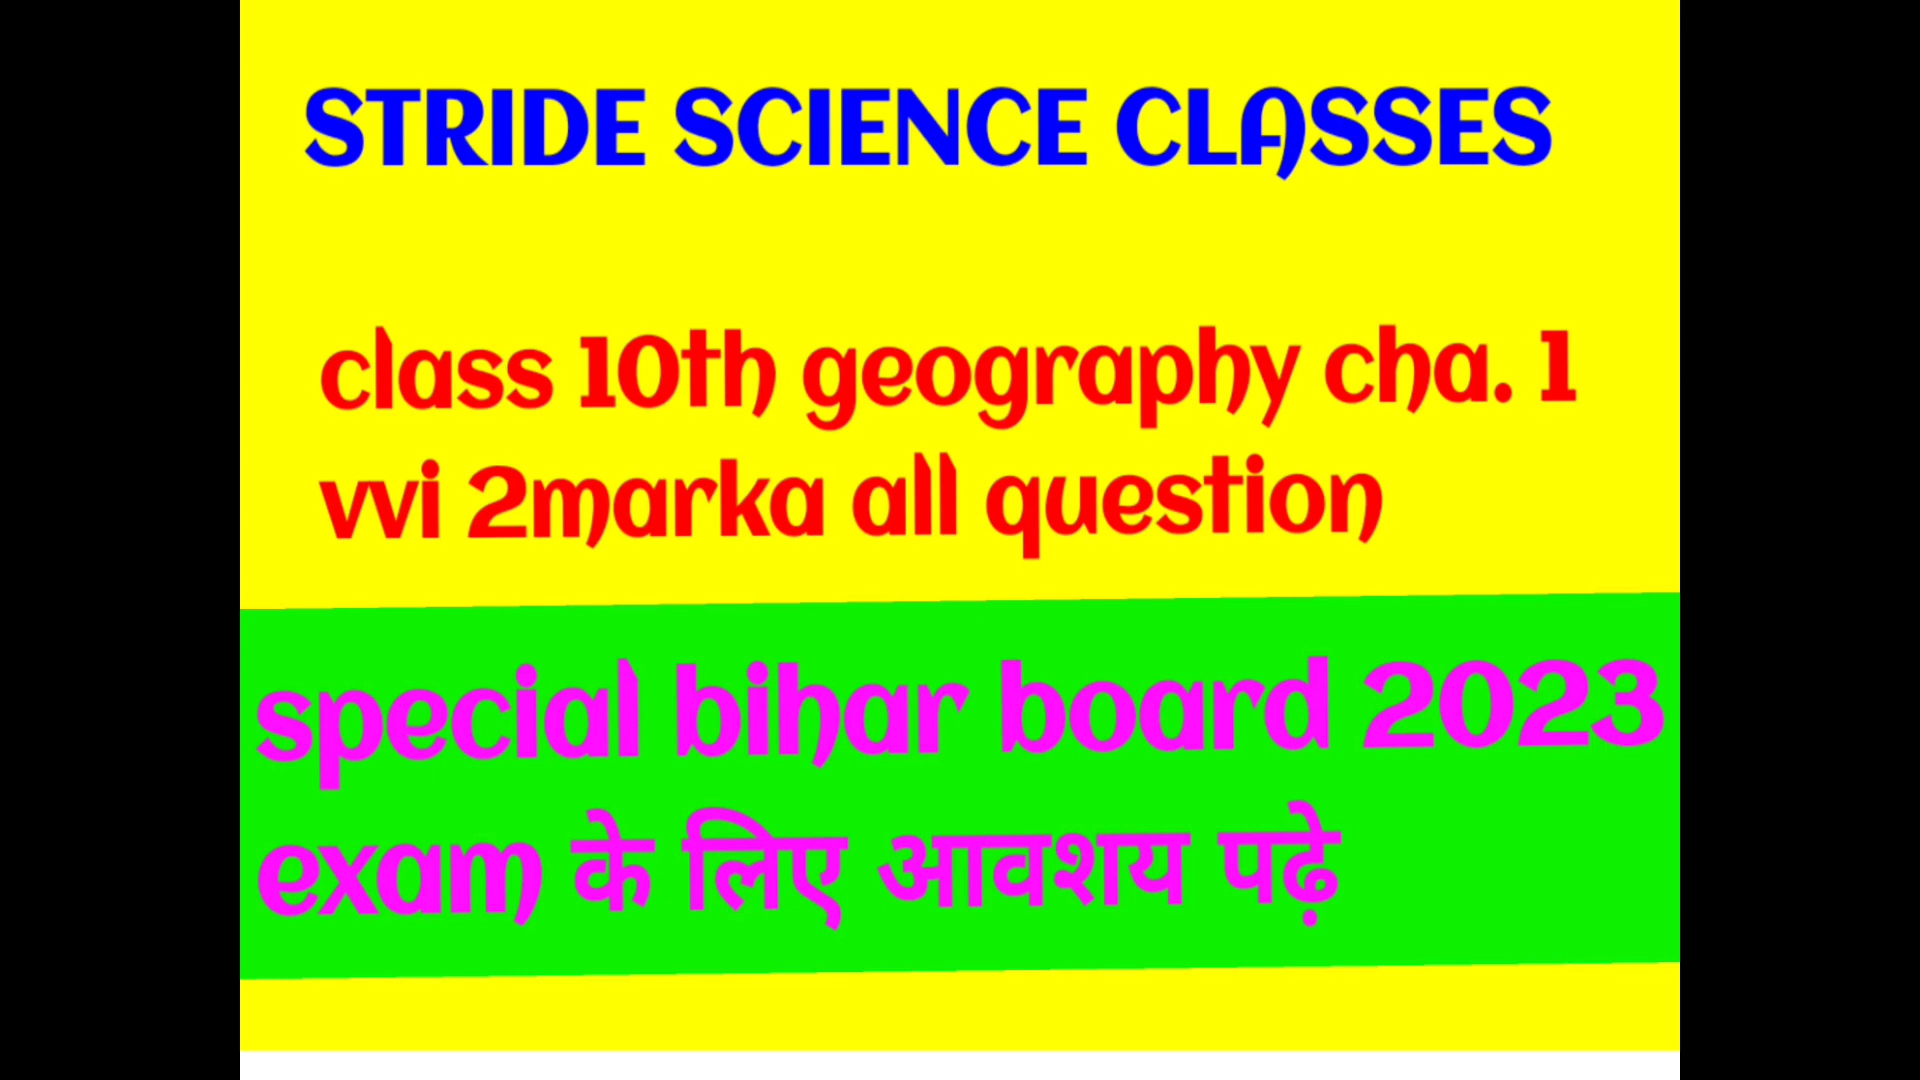 STRIDE SCIENCE CLASSES
class 10th geography cha. 1
vvi 2marka all question
special bihar board 2023
exam के लिए आवशय पढ़े